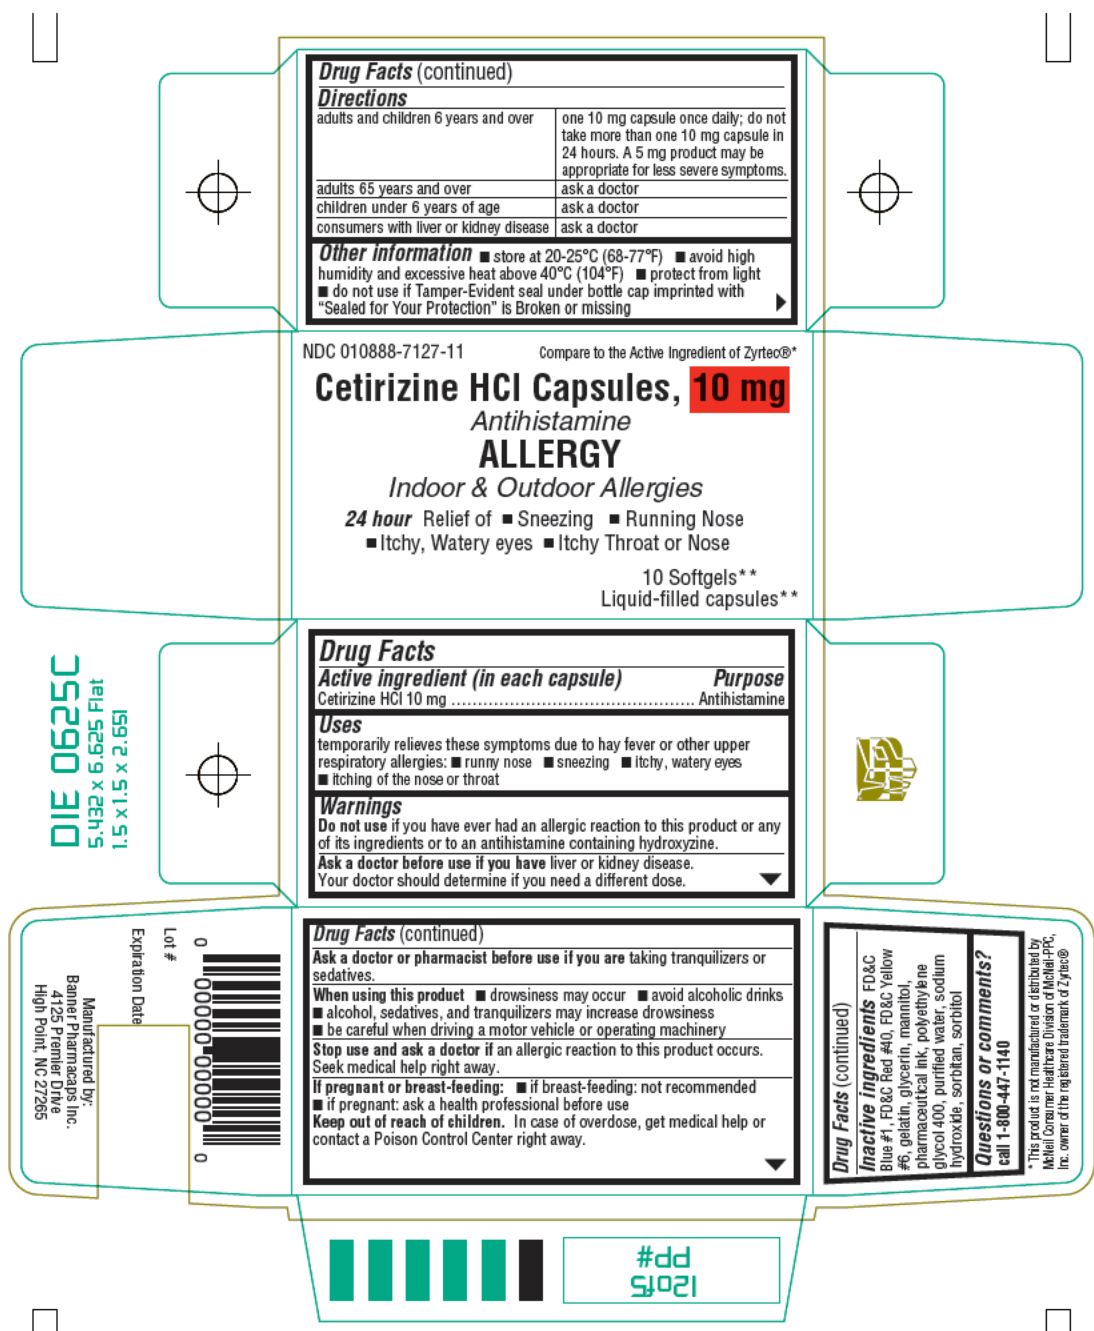 Drug Facts (continued)
Directions
adults and children 6 years and over one 10 mg capsule once daily; do not
take more than one 10 mg capsule in
24 hours. A 5 mg product may be
appropriate for less severe symptoms.
adults 65 years and over ask a doctor
children under 6 years of age ask a doctor
consumers with liver or kidney disease ask a doctor
Other information ■ store at 20-25°C (68-77°F) ■ avoid high
humidity and excessive heat above 40°C (104°F) ■ protect from light
■ do not use if Tamper-Evident seal under bottle cap imprinted with
“Sealed for Your Protection” is Broken or missing
NDC 010888-7127-11 Compare to the Active Ingredient of Zyrtec®*
Cetirizine HCl Capsules, 10 mg
Antihistamine
ALLERGY
Indoor & Outdoor Allergies
24 hour Relief of ■ Sneezing ■ Running Nose
■ Itchy, Watery eyes ■ Itchy Throat or Nose
10 Softgels**
Liquid-filled capsules**
DIE 0625C
5.432 x 6.625 Flat
1.5 x 1.5 x 2.651
Drug Facts
Active ingredient (in each capsule) Purpose
Cetirizine HCl 10 mg .............................................. Antihistamine
Uses
temporarily relieves these symptoms due to hay fever or other upper
respiratory allergies: ■ runny nose ■ sneezing ■ itchy, watery eyes
■ itching of the nose or throat
Warnings
Do not use if you have ever had an allergic reaction to this product or any
of its ingredients or to an antihistamine containing hydroxyzine.
Ask a doctor before use if you have liver or kidney disease.
Your doctor should determine if you need a different dose.
Drug Facts (continued)
Ask a doctor or pharmacist before use if you are taking tranquilizers or
sedatives.
When using this product ■ drowsiness may occur ■ avoid alcoholic drinks
■ alcohol, sedatives, and tranquilizers may increase drowsiness
■ be careful when driving a motor vehicle or operating machinery
Stop use and ask a doctor if an allergic reaction to this product occurs.
Seek medical help right away.
If pregnant or breast-feeding: ■ if breast-feeding: not recommended
■ if pregnant: ask a health professional before use
Keep out of reach of children. In case of overdose, get medical help or
contact a Poison Control Center right away.
Drug Facts (continued)
Inactive ingredients FD&C
Blue #1, FD&C Red #40, FD&C Yellow
#6, gelatin, glycerin, mannitol,
pharmaceutical ink, polyethylene
glycol 400, purified water, sodium
hydroxide, sorbitan, sorbitol
Questions or comments?
call 1-800-447-1140
* This product is not manufactured or distributed by
McNeil Consumer Healthcare Division of McNeil-PPC,
Inc. owner of the registered trademark of Zyrtec®
Lot #
Expiration Date
0 00000 00000 0
Manufactured by:
Banner Pharmacaps Inc.
4125 Premier Drive
High Point, NC 27265
12of5
PP#